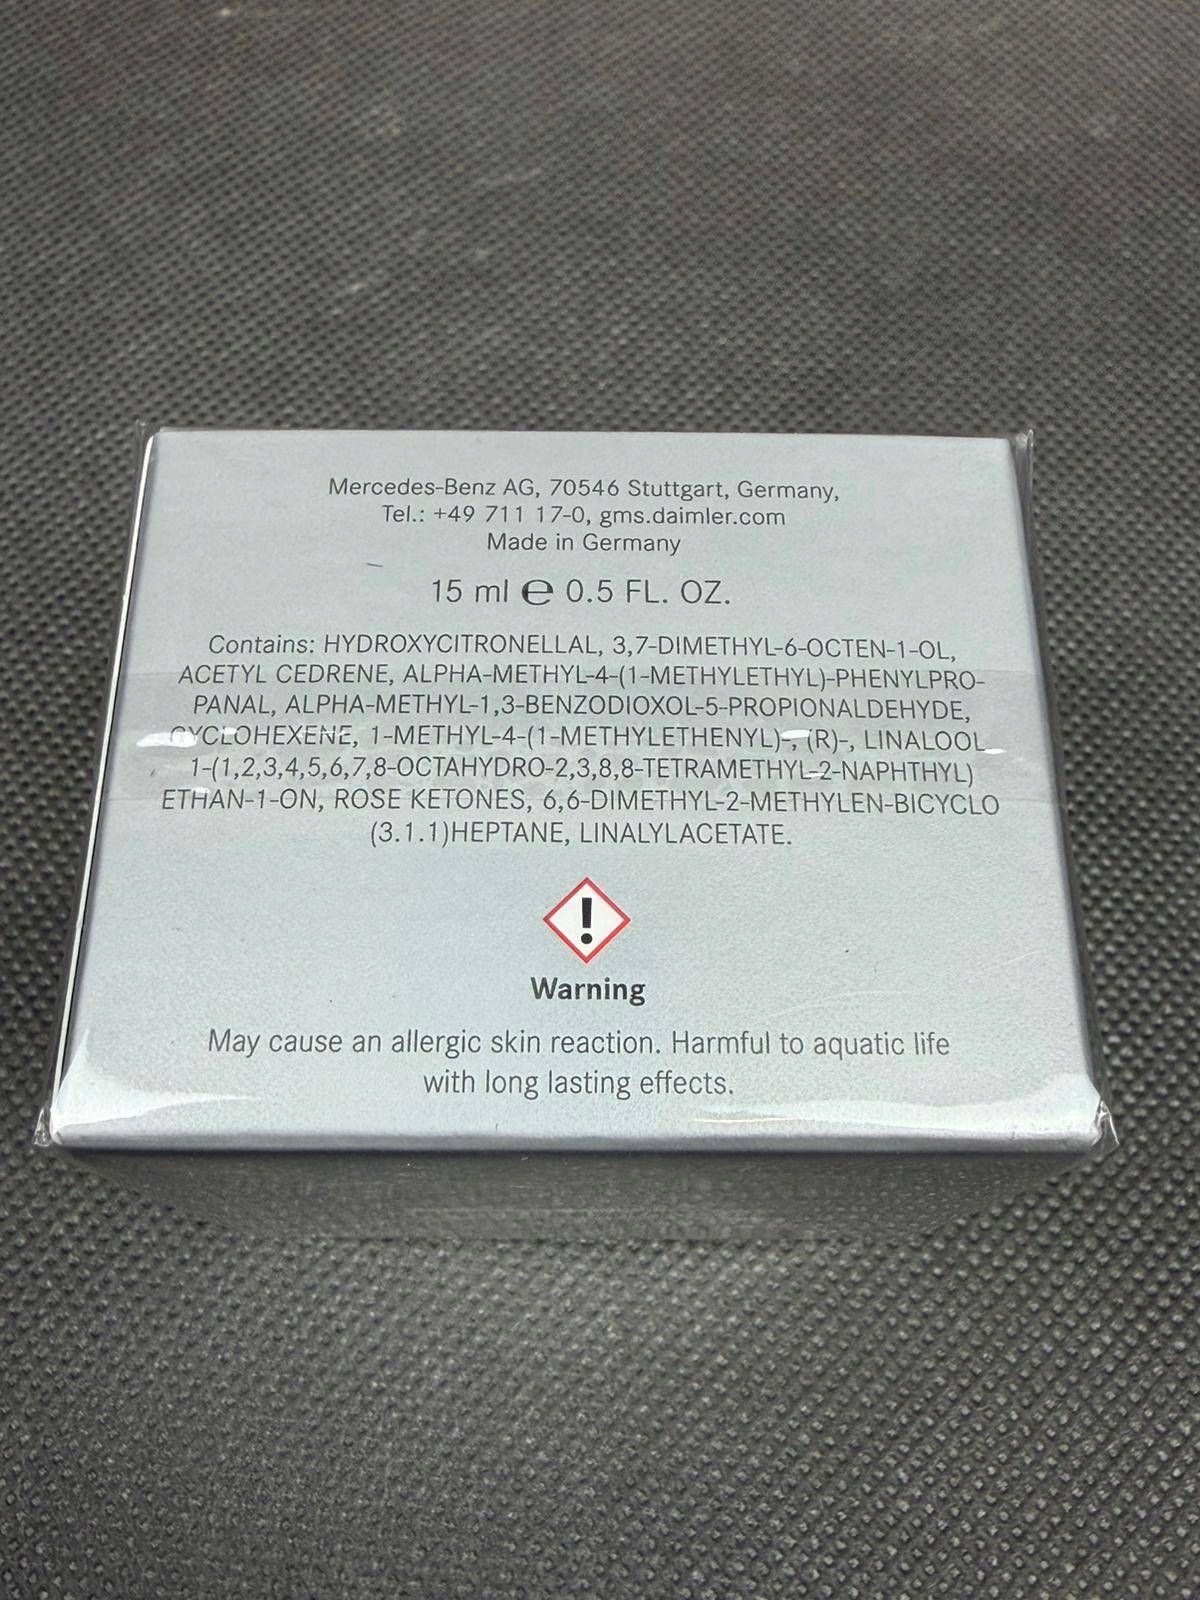 Mercedes-Benz AG, 70546 Stuttgart, Germany,
Tel.: +49 711 17-0, gms.daimler.com
Made in Germany
15 ml ℮ 0.5 FL. OZ.
Contains: HYDROXYCITRONELLAL, 3,7-DIMETHYL-6-OCTEN-1-OL,
ACETYL CEDRENE, ALPHA-METHYL-4-(1-METHYLETHYL)-PHENYLPRO-
PANAL, ALPHA-METHYL-1,3-BENZODIOXOL-5-PROPIONALDEHYDE,
CYCLOHEXENE, 1-METHYL-4-(1-METHYLETHENYL)-, (R)-, LINALOOL
1-(1,2,3,4,5,6,7,8-OCTAHYDRO-2,3,8,8-TETRAMETHYL-2-NAPHTHYL)
ETHAN-1-ON, ROSE KETONES, 6,6-DIMETHYL-2-METHYLEN-BICYCLO
(3.1.1)HEPTANE, LINALYLACETATE.
!
Warning
May cause an allergic skin reaction. Harmful to aquatic life
with long lasting effects.